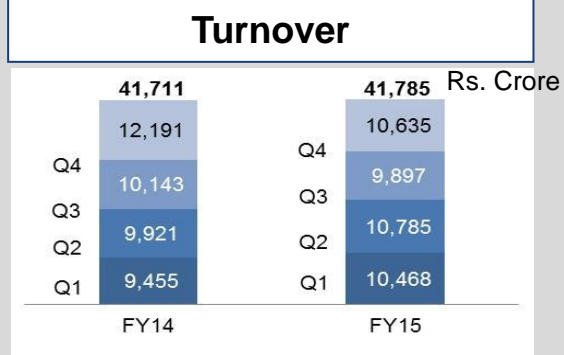 Turnover
Rs. Crore
41,711 41,785
12,191 10,635
Q4 Q4
10,143 9,897
Q3 Q3
9,921 10,785
Q2 Q2
9,455 10,468
Q1 Q1
FY14 FY15